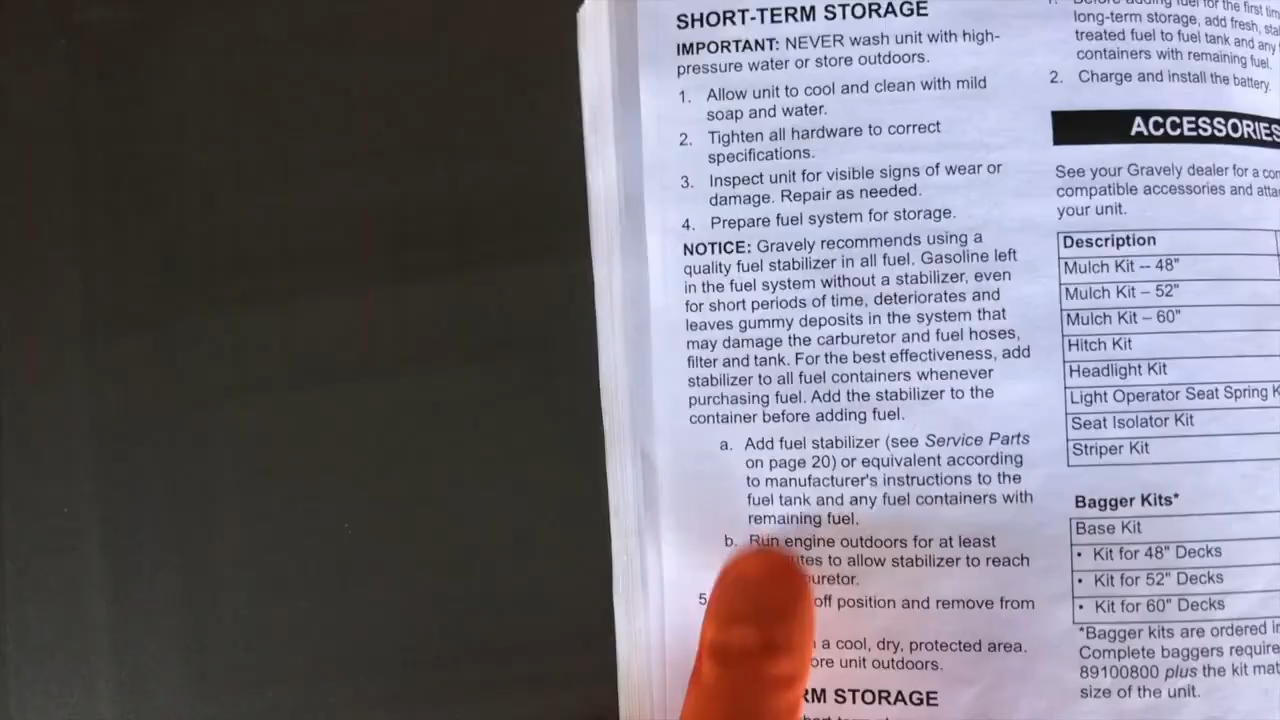 SHORT-TERM STORAGE
IMPORTANT: NEVER wash unit with high-
pressure water or store outdoors.
1. Allow unit to cool and clean with mild
soap and water.
2. Tighten all hardware to correct
specifications.
3. Inspect unit for visible signs of wear or
damage. Repair as needed.
4. Prepare fuel system for storage.
NOTICE: Gravely recommends using a
quality fuel stabilizer in all fuel. Gasoline left
in the fuel system without a stabilizer, even
for short periods of time, deteriorates and
leaves gummy deposits in the system that
may damage the carburetor and fuel hoses,
filter and tank. For the best effectiveness, add
stabilizer to all fuel containers whenever
purchasing fuel. Add the stabilizer to the
container before adding fuel.
a. Add fuel stabilizer (see Service Parts
on page 20) or equivalent according
to manufacturer's instructions to the
fuel tank and any fuel containers with
remaining fuel.
b. Run engine outdoors for at least
to allow stabilizer to reach
5 off position and remove from
a cool, dry, protected area.
unit outdoors.
STORAGE
1. Before adding fuel for the first
long-term storage, add fresh,
treated fuel to fuel tank and any
containers with remaining fuel.
2. Charge and install the battery.
ACCESSORIES
See your Gravely dealer for a
compatible accessories and
your unit.
Description
Mulch Kit -- 48"
Mulch Kit – 52"
Mulch Kit – 60"
Hitch Kit
Headlight Kit
Light Operator Seat Spring
Seat Isolator Kit
Striper Kit
Bagger Kits*
Base Kit
• Kit for 48" Decks
• Kit for 52" Decks
• Kit for 60" Decks
*Bagger kits are ordered
Complete baggers require
89100800 plus the kit
size of the unit.